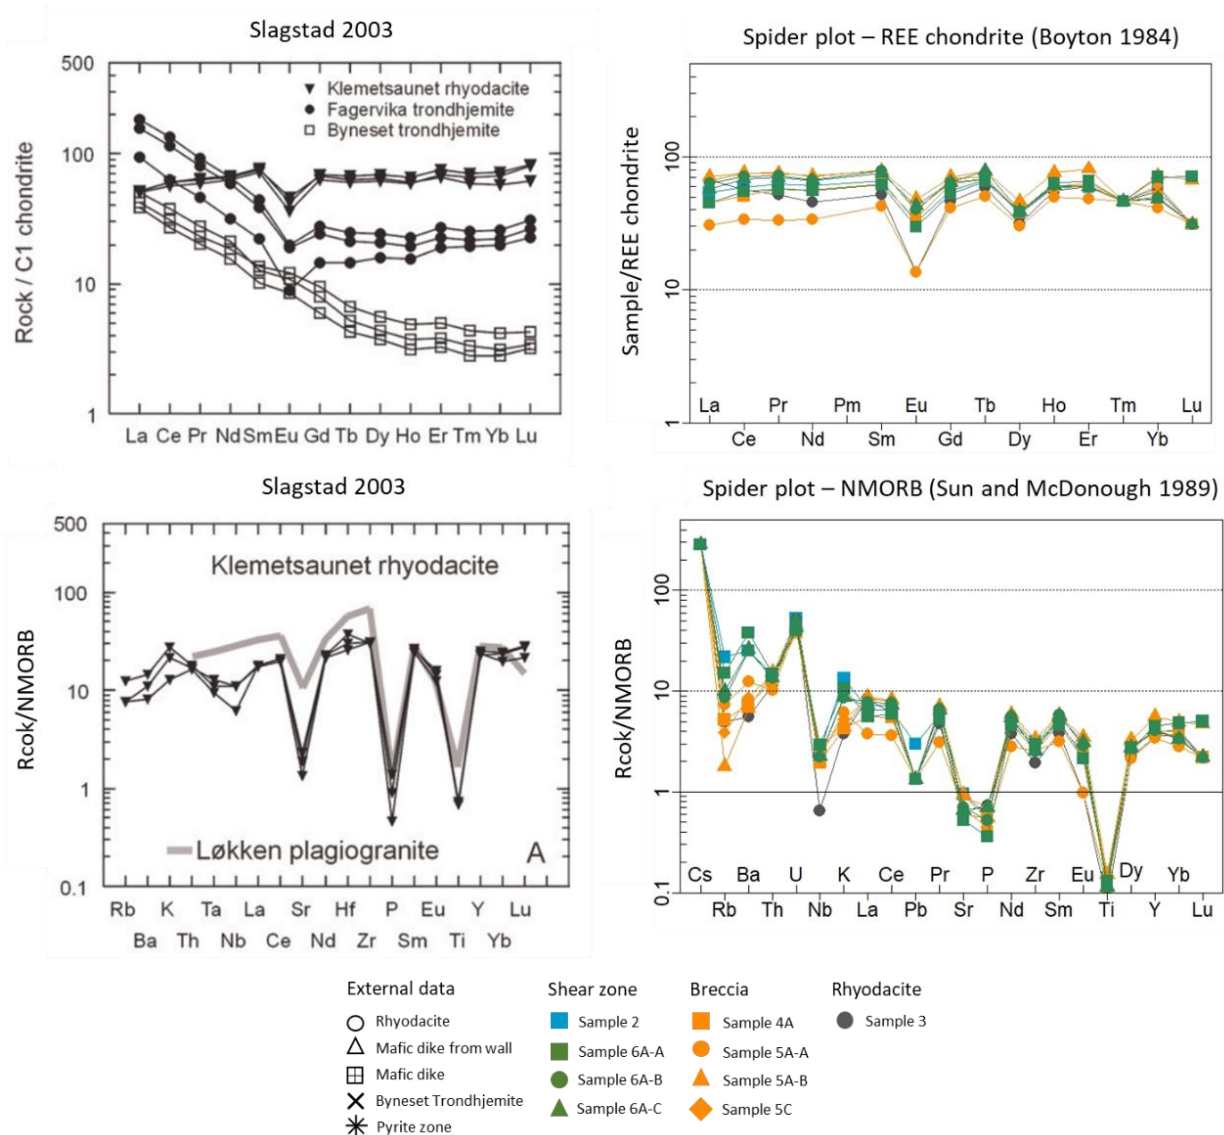 Slagstad 2003
500
100
10
1
Rock / C1 chondrite
Klemetsaunet rhyodacite
Fagervika trondhjemite
Byneset trondhjemite
La Ce Pr Nd Sm Eu Gd Tb Dy Ho Er Tm Yb Lu
Spider plot – REE chondrite (Boyton 1984)
Sample/REE chondrite
100
10
1
La Pr Pm Eu Tb Ho Tm Lu
Ce Nd Sm Gd Dy Er Yb
Slagstad 2003
500
100
10
1
0.1
Rcok/NMORB
Klemetsaunet rhyodacite
Løkken plagiogranite A
Rb K Ta La Sr Hf P Eu Y Lu
Ba Th Nb Ce Nd Zr Sm Ti Yb
Spider plot – NMORB (Sun and McDonough 1989)
Rcok/NMORB
100
10
1
0.1
Cs Ba U K Ce Pr P Zr Eu Dy Yb
Pb
Rb Th Nb La Sr Nd Sm Ti Y Lu
External data
Rhyodacite
Mafic dike from wall
Mafic dike
Byneset Trondhjemite
Pyrite zone
Shear zone
Sample 2
Sample 6A-A
Sample 6A-B
Sample 6A-C
Breccia
Sample 4A
Sample 5A-A
Sample 5A-B
Sample 5C
Rhyodacite
Sample 3